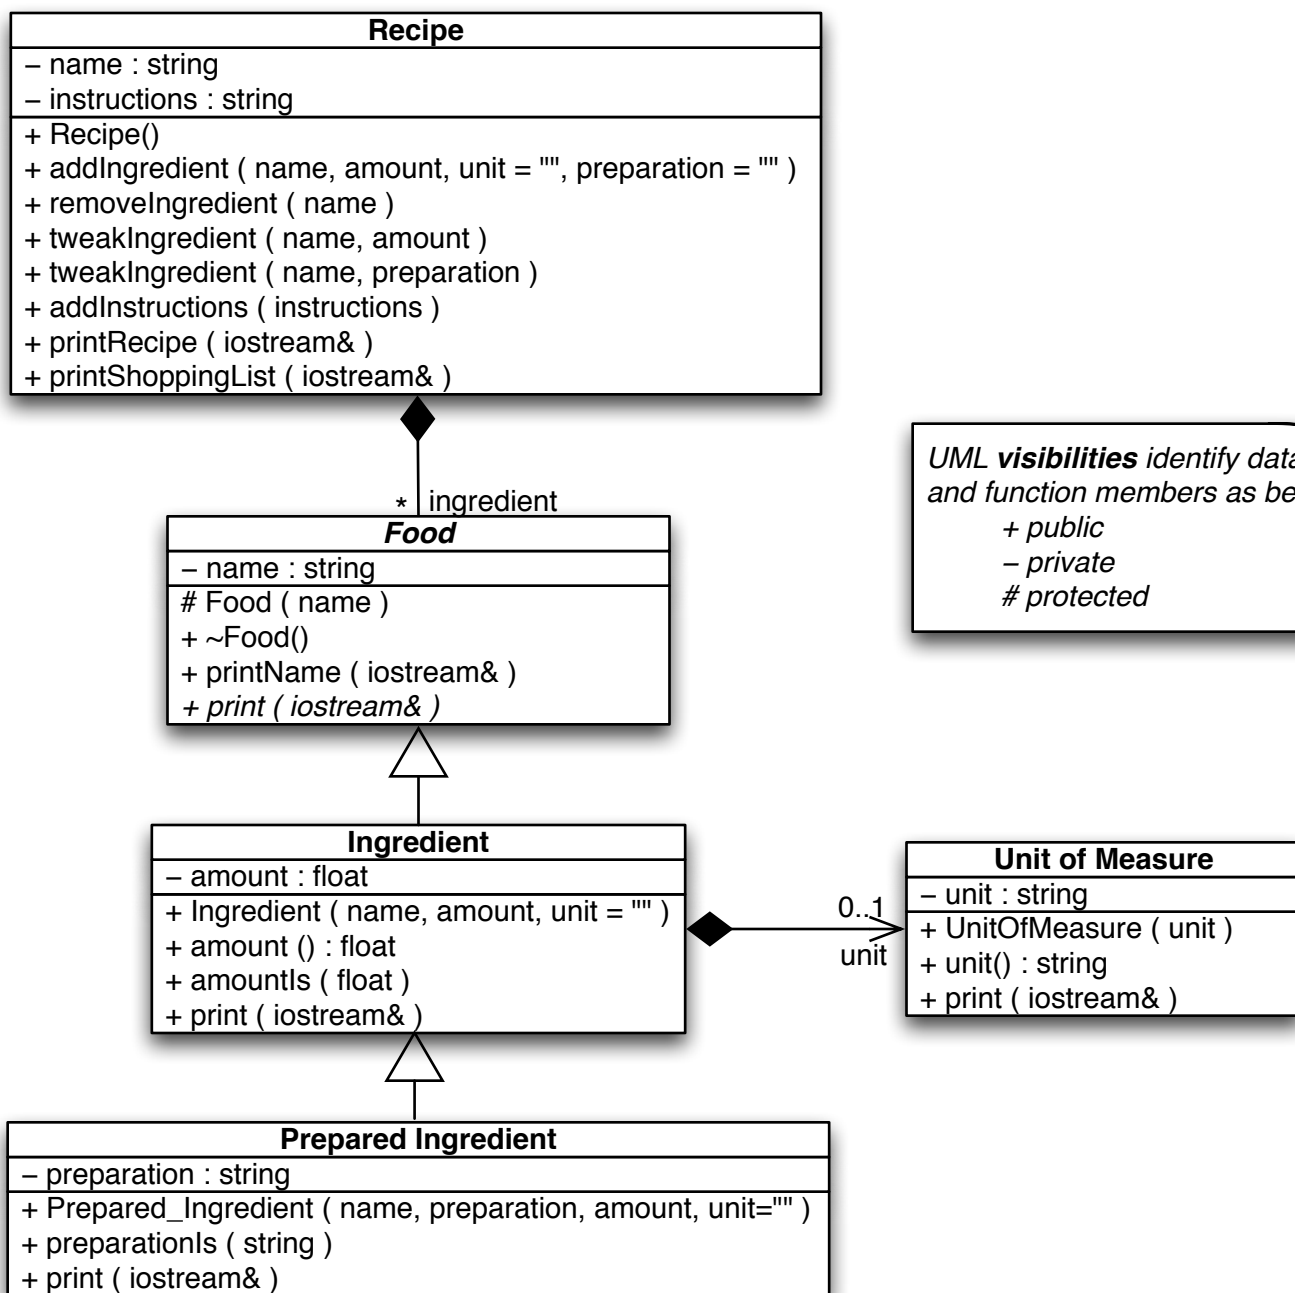 Recipe
– name : string
– instructions : string
+ Recipe()
+ addIngredient ( name, amount, unit = "", preparation = "" )
+ removeIngredient ( name )
+ tweakIngredient ( name, amount )
+ tweakIngredient ( name, preparation )
+ addInstructions ( instructions )
+ printRecipe ( iostream& )
+ printShoppingList ( iostream& )
* ingredient
UML visibilities identify data
and function members as be
+ public
– private
# protected
Food
– name : string
# Food ( name )
+ ~Food()
+ printName ( iostream& )
+ print ( iostream& )
Ingredient
– amount : float
+ Ingredient ( name, amount, unit = "" )
+ amount () : float
+ amountIs ( float )
+ print ( iostream& )
0..1
unit
Unit of Measure
– unit : string
+ UnitOfMeasure ( unit )
+ unit() : string
+ print ( iostream& )
Prepared Ingredient
– preparation : string
+ Prepared_Ingredient ( name, preparation, amount, unit="" )
+ preparationIs ( string )
+ print ( iostream& )